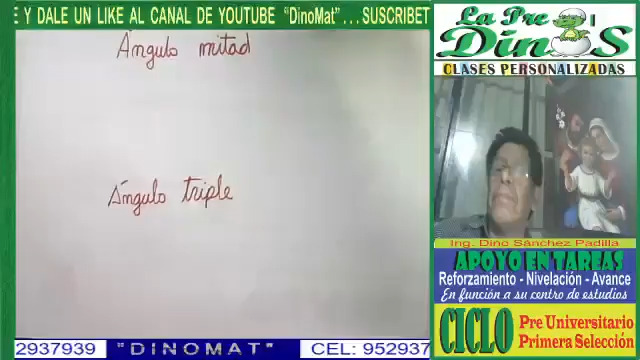 E Y DALE UN LIKE AL CANAL DE YOUTUBE "DinoMat"... SUSCRIBET
Ángulo mitad
Ángulo triple
2937939 "DINOMAT" CEL: 952937
La Pre
DinoS
CLASES PERSONALIZADAS
Ing. Dino Sánchez Padilla
APOYO EN TAREAS
Reforzamiento - Nivelación - Avance
En función a su centro de estudios
CICLO
Pre Universitario
Primera Selección